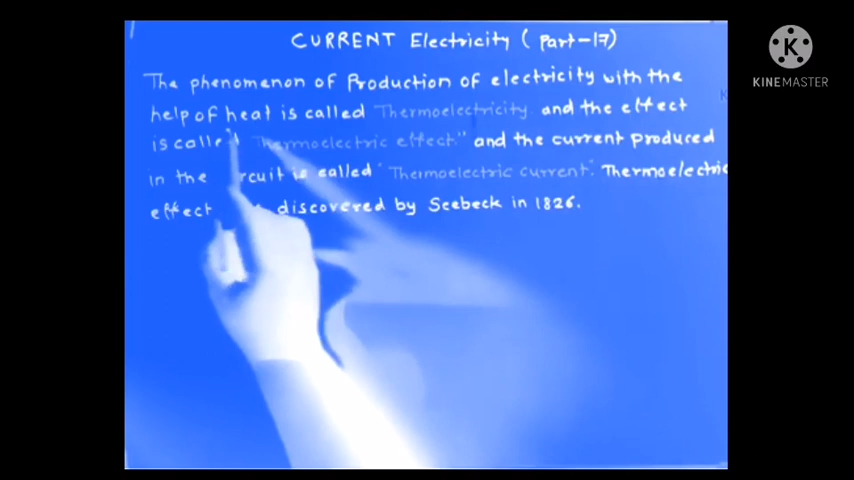 CURRENT Electricity (Part-17)
The phenomenon of Production of electricity with the
help of heat is called Thermoelectricity and the effect
is called "Thermoelectric effect" and the current produced
in the is called "Thermoelectric current". Thermoelectric
effect discovered by Seebeck in 1826.
K
KINEMASTER